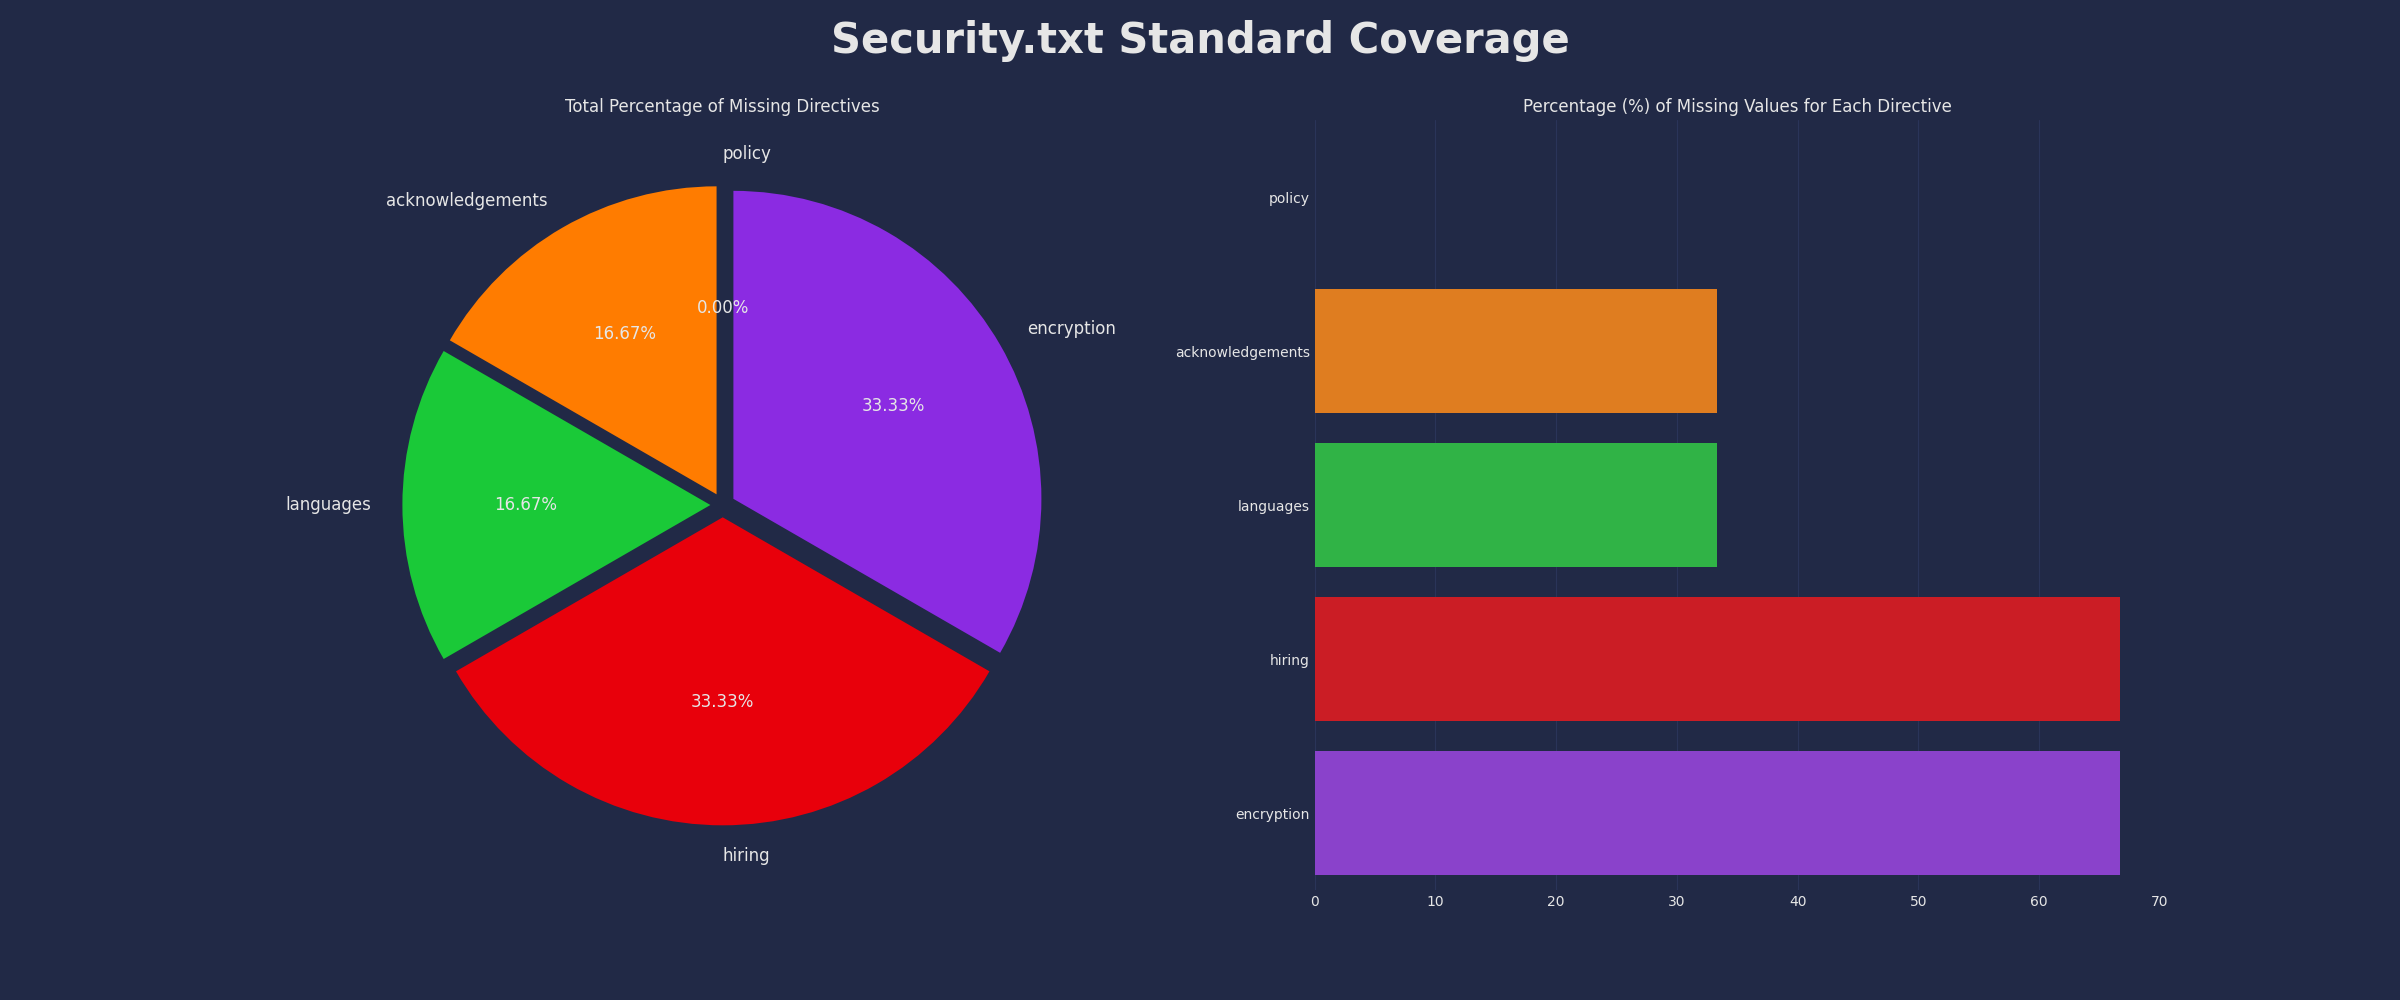 Security.txt Standard Coverage
Total Percentage of Missing Directives
policy
acknowledgements
0.00%
16.67%
encryption
33.33%
languages
16.67%
33.33%
hiring
Percentage (%) of Missing Values for Each Directive
policy
acknowledgements
languages
hiring
encryption
0 10 20 30 40 50 60 70